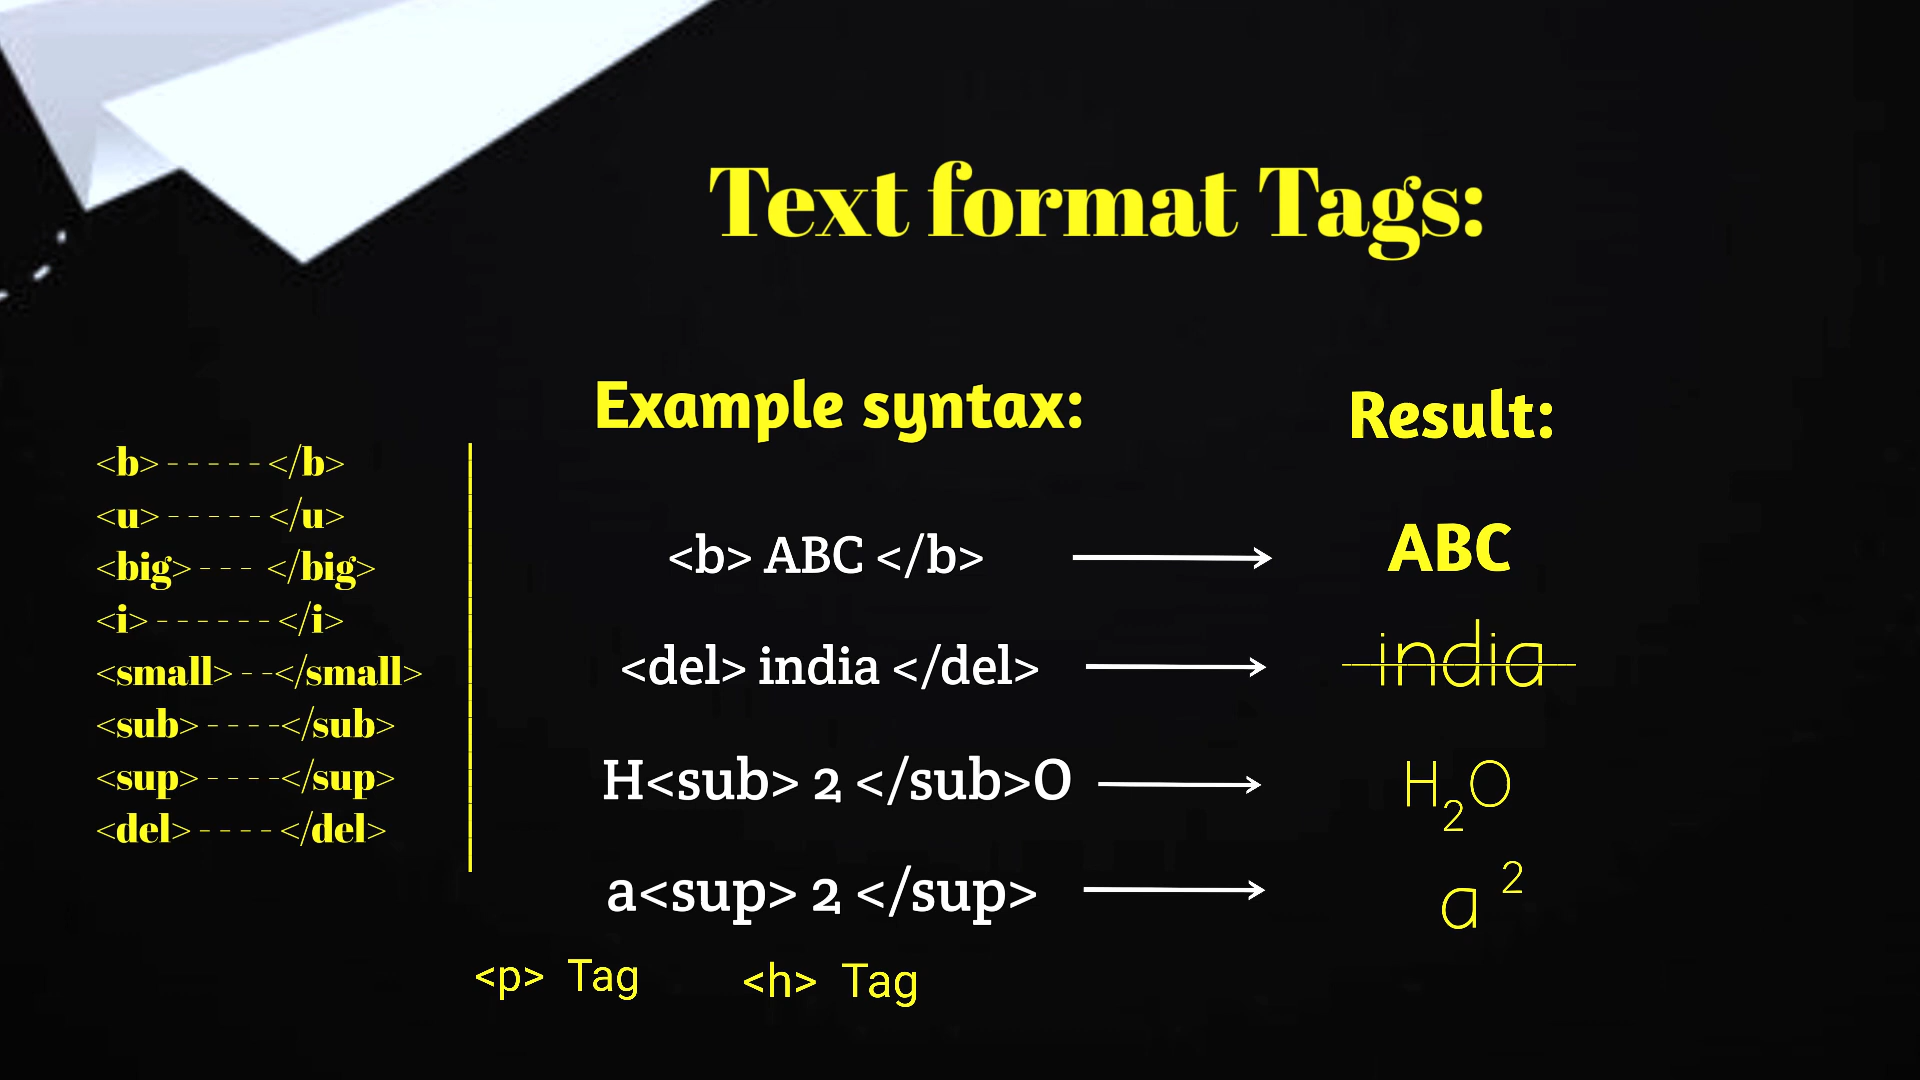 Text format Tags:
Example syntax:
Result:
<b>-----</b>
<u>-----</u>
<big>--- </big>
<i>------</i>
<small>--</small>
<sub>----</sub>
<sup>----</sup>
<del>----</del>
<b> ABC </b>
ABC
<del> india </del>
india
H<sub> 2 </sub>O
H2O
a<sup> 2 </sup>
a 2
<p> Tag
<h> Tag